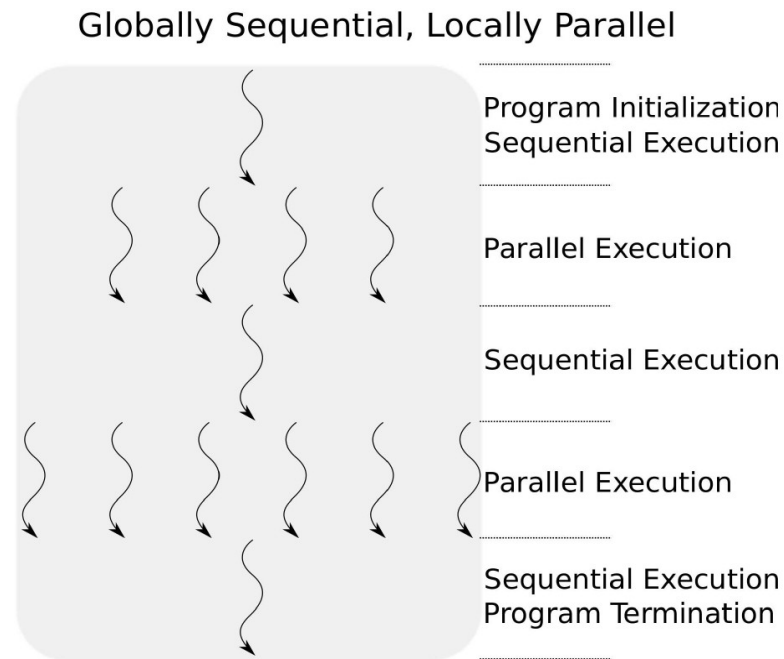 Globally Sequential, Locally Parallel
Program Initialization
Sequential Execution
Parallel Execution
Sequential Execution
Parallel Execution
Sequential Execution
Program Termination